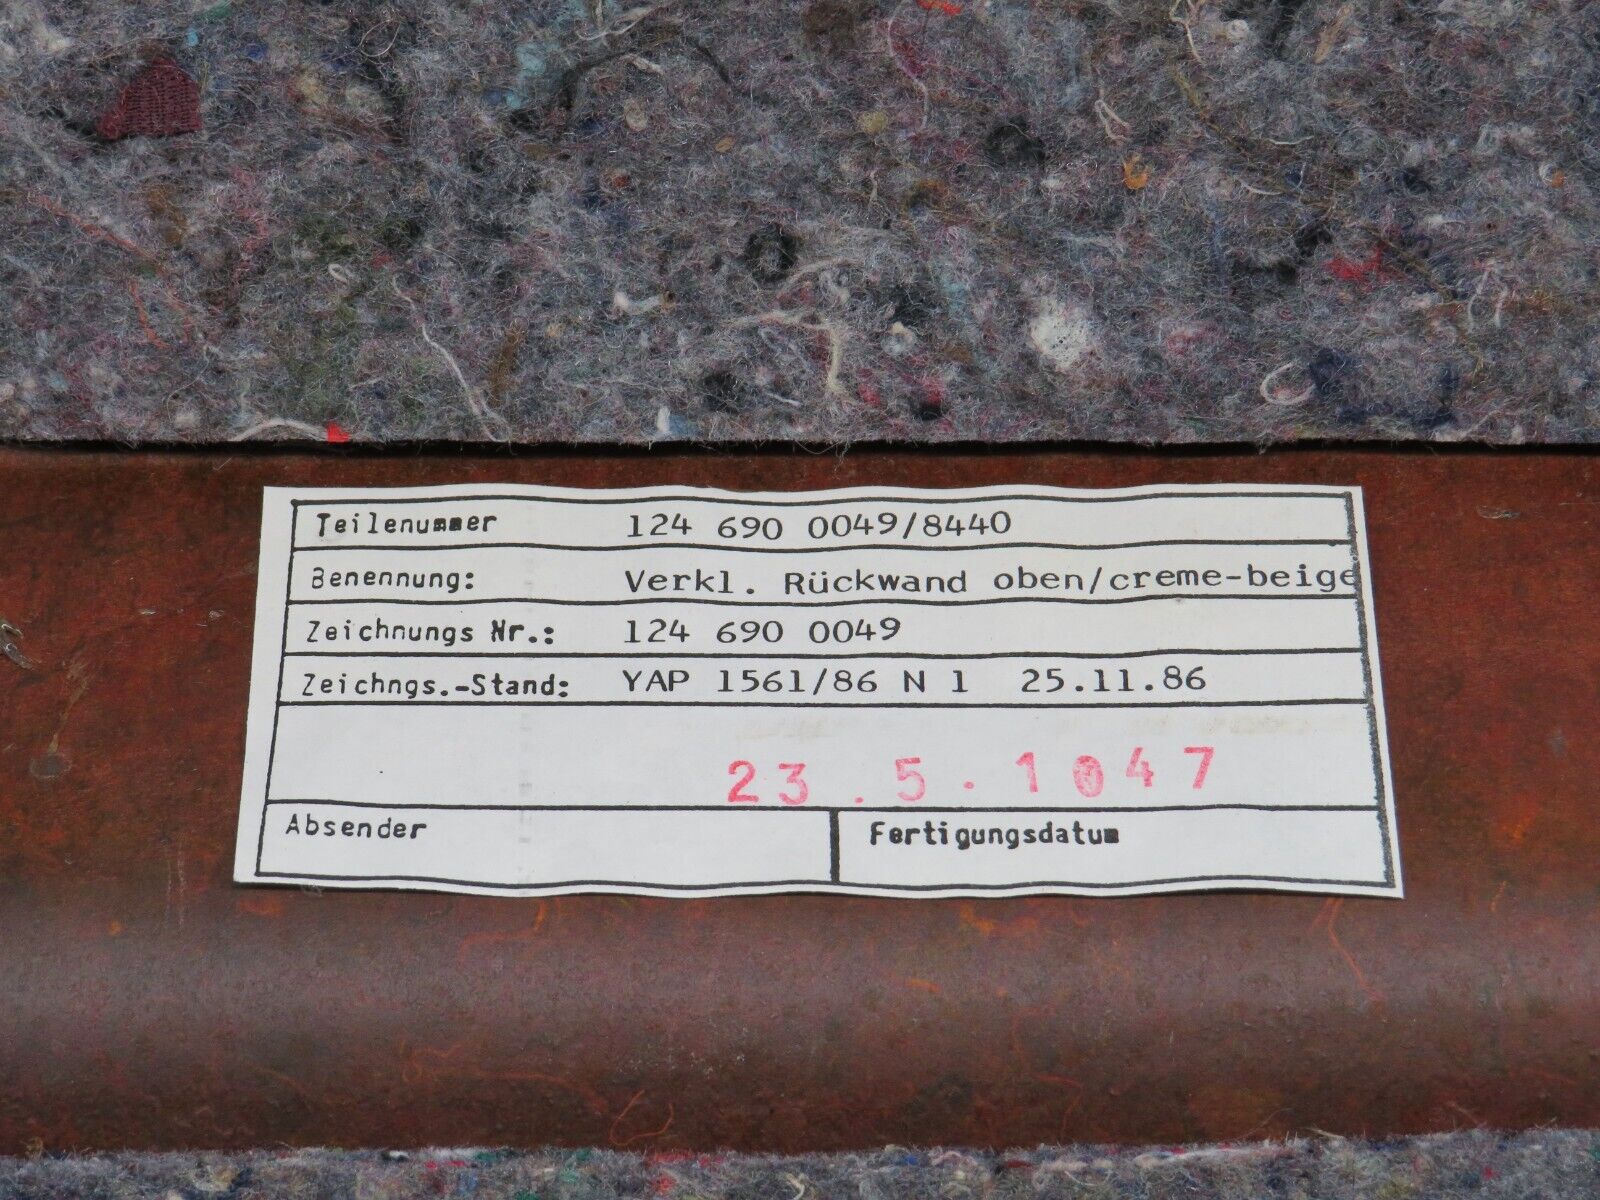 Teilenummer 124 690 0049/8440
Benennung: Verkl. Rückwand oben/creme-beige
Zeichnungs Nr.: 124 690 0049
Zeichngs.-Stand: YAP 1561/86 N 1 25.11.86
23.5.1047
Absender Fertigungsdatum